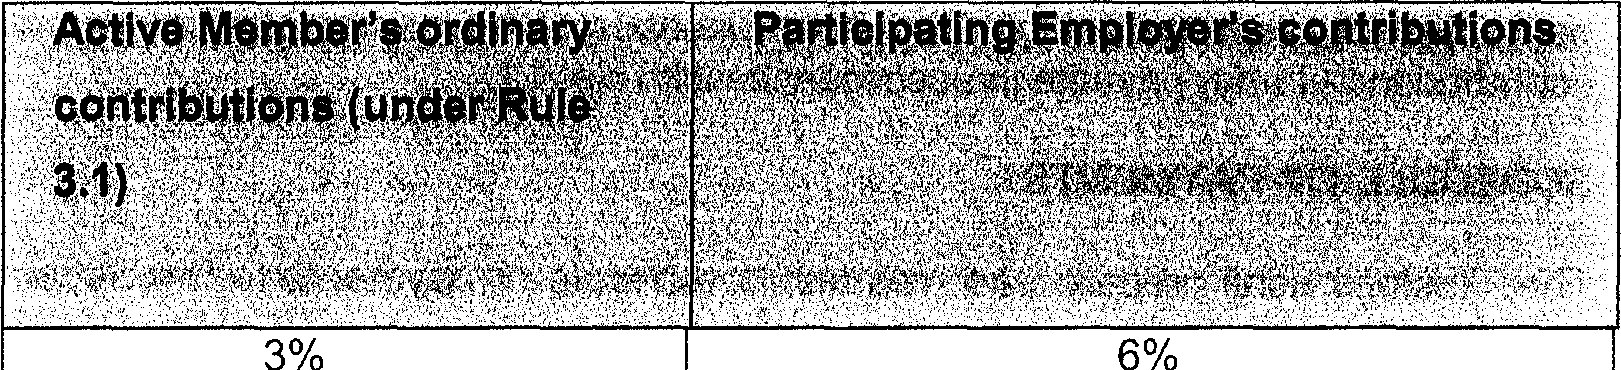 Active Member's ordinary
contributions (under Rule
3.1)
Participating Employer's contributions
3%
6%